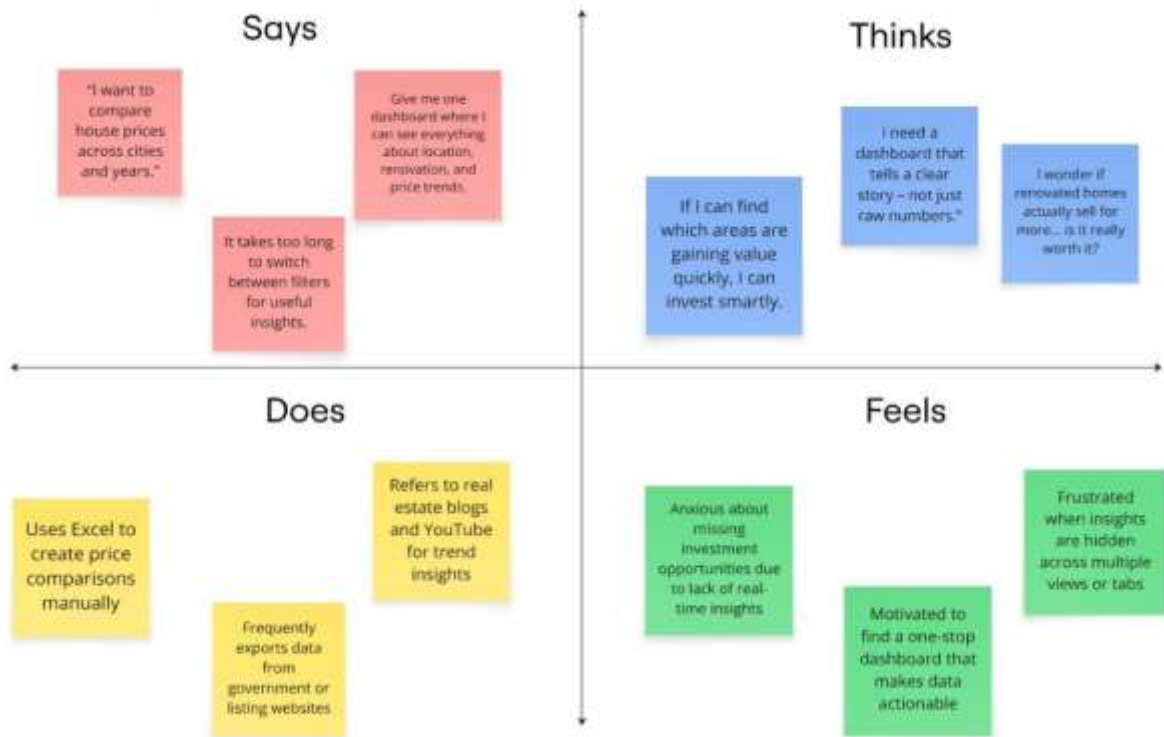 Says
"I want to
compare
house prices
across cities
and years."
Give me one
dashboard where I
can see everything
about location,
renovation, and
price trends.
It takes too long
to switch
between filters
for useful
insights.
Thinks
If I can find
which areas are
gaining value
quickly, I can
invest smartly.
I need a
dashboard that
tells a clear
story – not just
raw numbers."
I wonder if
renovated homes
actually sell for
more... is it really
worth it?
Does
Uses Excel to
create price
comparisons
manually
Frequently
exports data
from
government or
listing websites
Refers to real
estate blogs
and YouTube
for trend
insights
Feels
Anxious about
missing
investment
opportunities due
to lack of real-
time insights
Motivated to
find a one-stop
dashboard that
makes data
actionable
Frustrated
when insights
are hidden
across multiple
views or tabs